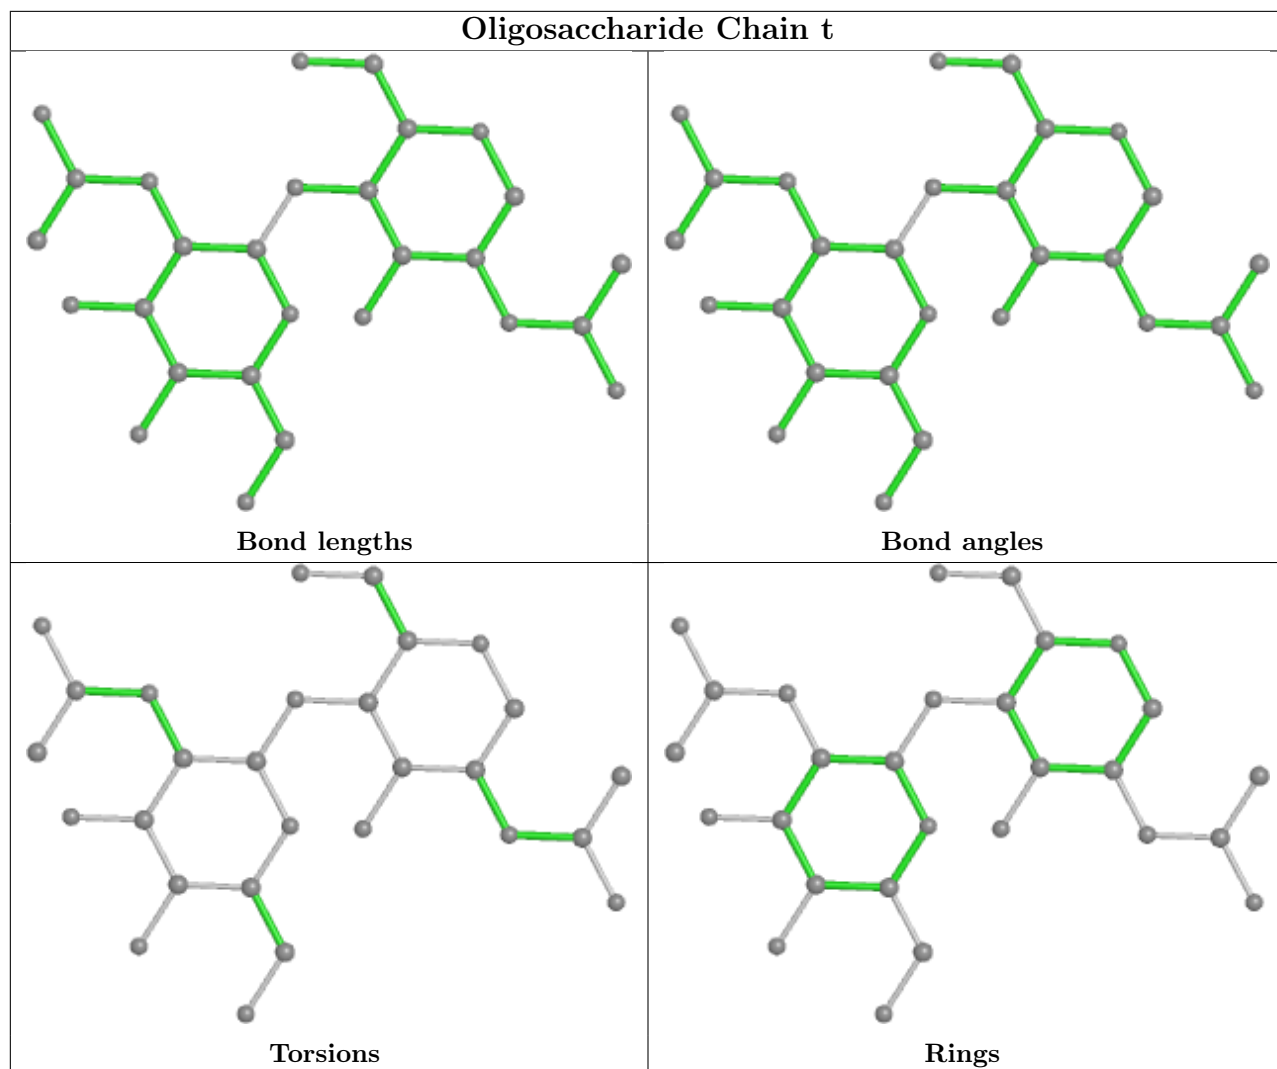 Oligosaccharide Chain t
Bond lengths
Bond angles
Torsions
Rings